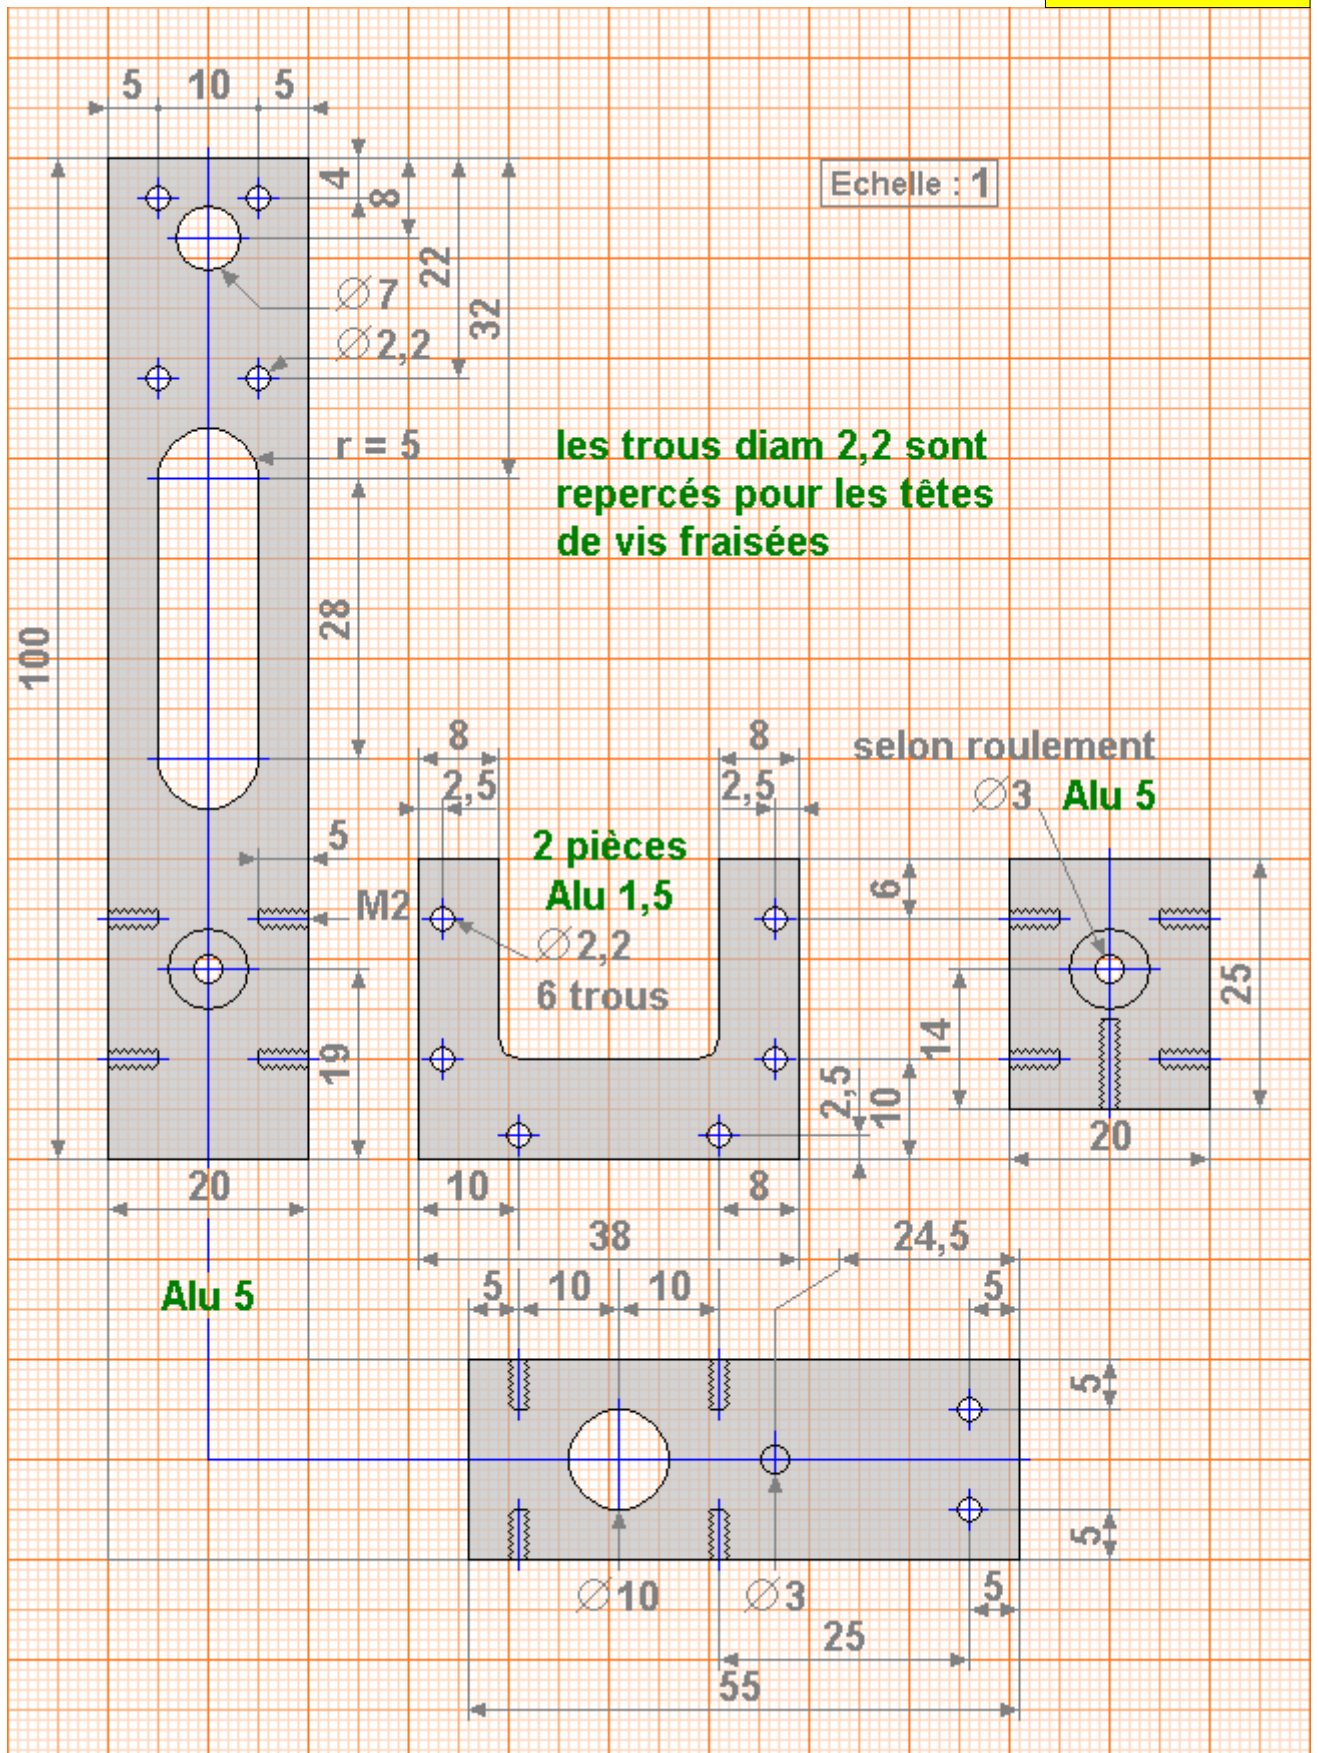 5 10 5
4
8
22
32
Echelle : 1
∅7
∅2,2
r = 5
les trous diam 2,2 sont
repercés pour les têtes
de vis fraisées
28
100
8 8
2,5 2,5
selon roulement
∅3 Alu 5
5
2 pièces
Alu 1,5
M2
∅2,2
6 trous
6
25
14
19
2,5
10
20
20
10 8
38
24,5
Alu 5
5 10 10 5
5
5
∅10 ∅3
5
25
55